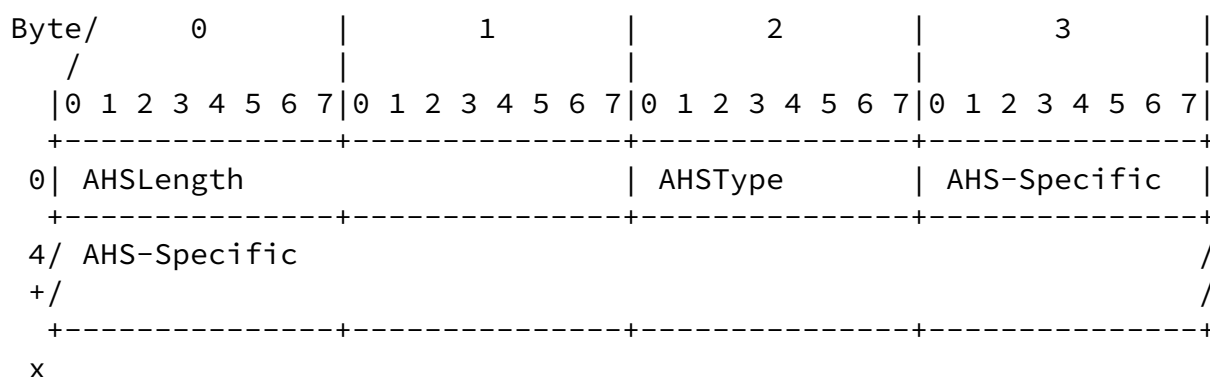 Byte/     0       |       1       |       2       |       3       |
   /              |               |               |               |
  |0 1 2 3 4 5 6 7|0 1 2 3 4 5 6 7|0 1 2 3 4 5 6 7|0 1 2 3 4 5 6 7|
  +---------------+---------------+---------------+---------------+
 0| AHSLength                     | AHSType       | AHS-Specific  |
  +---------------+---------------+---------------+---------------+
 4/ AHS-Specific                                                  /
 +/                                                               /
  +---------------+---------------+---------------+---------------+
 x